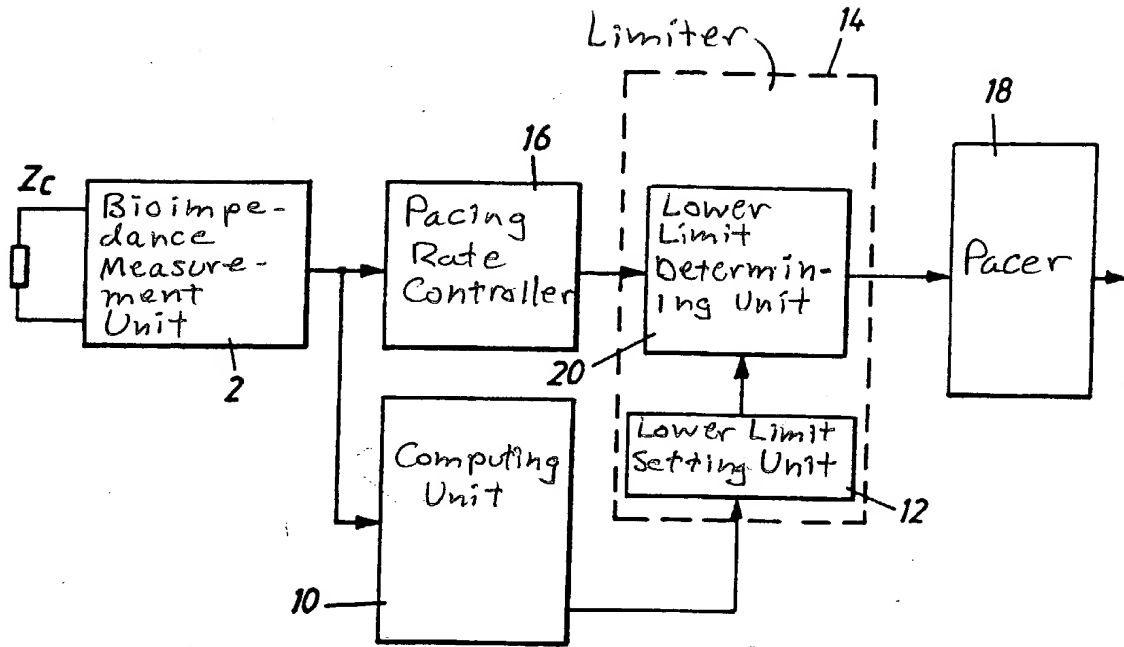 Limiter
14
18
16
Zc
Bioimpe-
dance
Measure-
ment
Unit
2
Pacing
Rate
Controller
Lower
Limit
Determin-
ing Unit
20
Pacer
Computing
Unit
10
Lower Limit
Setting Unit
12